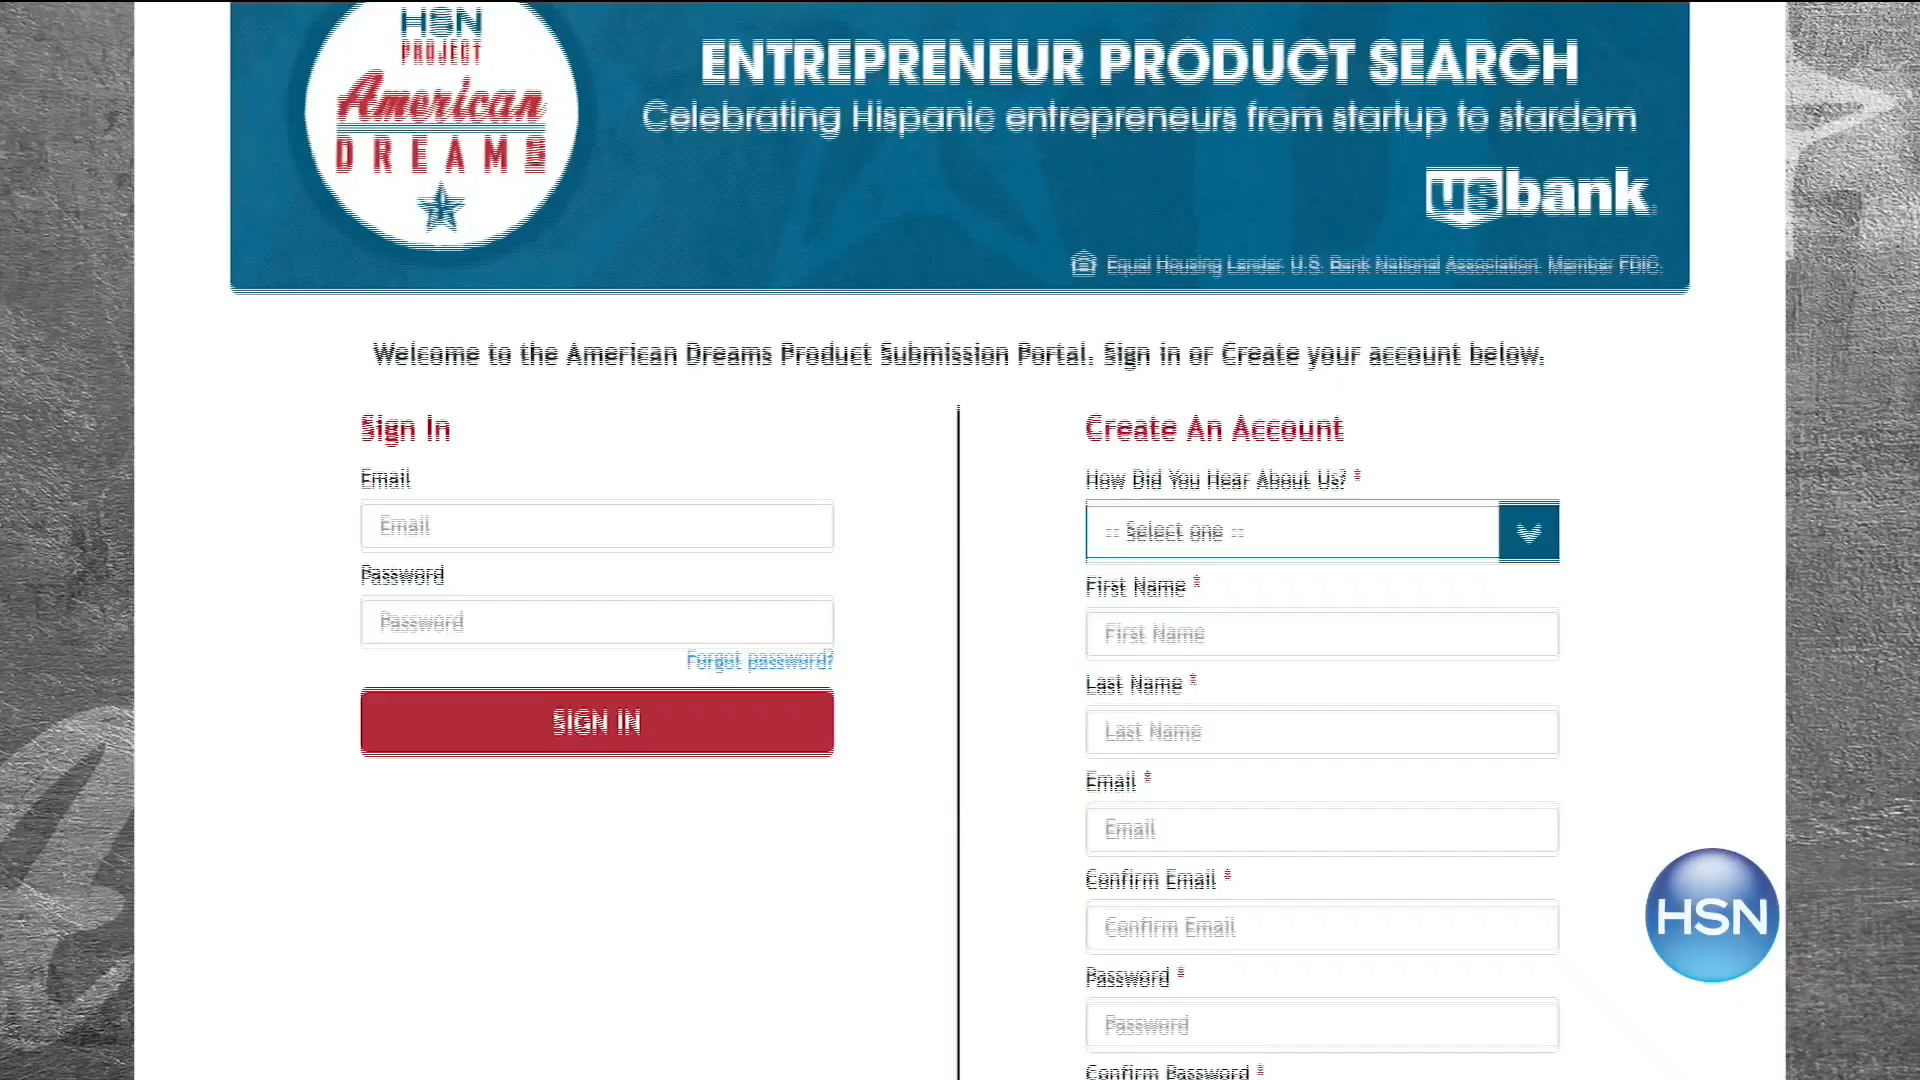 HSN
PROJECT
American
DREAMS
ENTREPRENEUR PRODUCT SEARCH
Celebrating Hispanic entrepreneurs from startup to stardom
usbank
Equal Housing Lender. U.S. Bank National Association. Member FDIC.
Welcome to the American Dreams Product Submission Portal. Sign in or Create your account below.
Sign In
Email
Email
Password
Password
Forgot password?
SIGN IN
Create An Account
How Did You Hear About Us? *
-- Select one --
First Name *
First Name
Last Name *
Last Name
Email *
Email
Confirm Email *
Confirm Email
Password *
Password
Confirm Password *
HSN